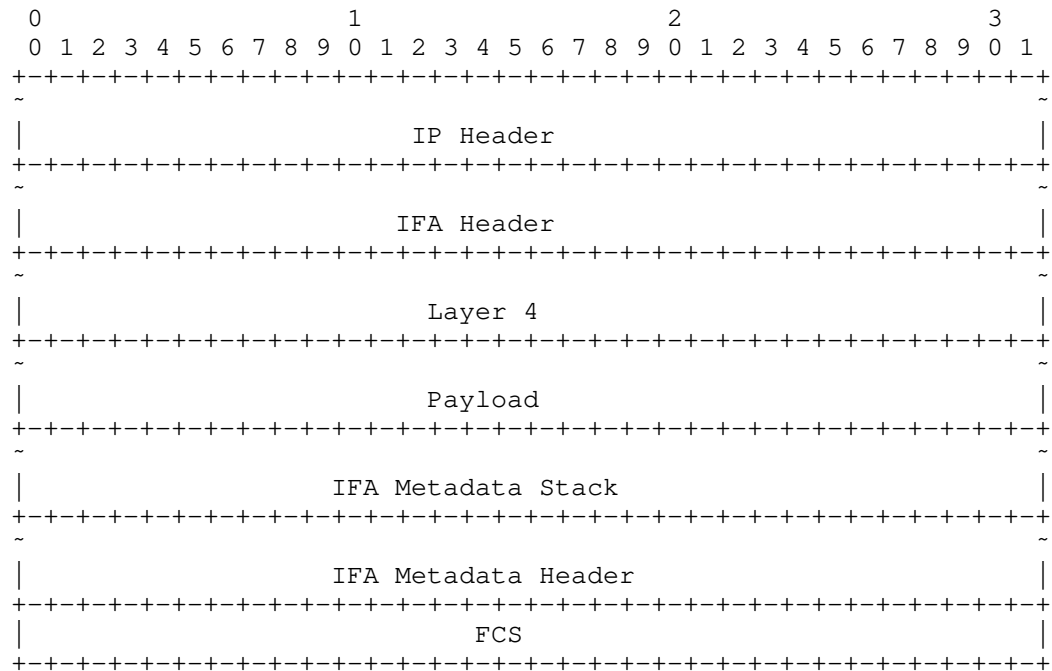 0                   1                   2                   3
 0 1 2 3 4 5 6 7 8 9 0 1 2 3 4 5 6 7 8 9 0 1 2 3 4 5 6 7 8 9 0 1
+-+-+-+-+-+-+-+-+-+-+-+-+-+-+-+-+-+-+-+-+-+-+-+-+-+-+-+-+-+-+-+-+
~                                                               ~
|                        IP Header                              |
+-+-+-+-+-+-+-+-+-+-+-+-+-+-+-+-+-+-+-+-+-+-+-+-+-+-+-+-+-+-+-+-+
~                                                               ~
|                       IFA Header                              |
+-+-+-+-+-+-+-+-+-+-+-+-+-+-+-+-+-+-+-+-+-+-+-+-+-+-+-+-+-+-+-+-+
~                                                               ~
|                         Layer 4                               |
+-+-+-+-+-+-+-+-+-+-+-+-+-+-+-+-+-+-+-+-+-+-+-+-+-+-+-+-+-+-+-+-+
~                                                               ~
|                         Payload                               |
+-+-+-+-+-+-+-+-+-+-+-+-+-+-+-+-+-+-+-+-+-+-+-+-+-+-+-+-+-+-+-+-+
~                                                               ~
|                   IFA Metadata Stack                          |
+-+-+-+-+-+-+-+-+-+-+-+-+-+-+-+-+-+-+-+-+-+-+-+-+-+-+-+-+-+-+-+-+
~                                                               ~
|                   IFA Metadata Header                         |
+-+-+-+-+-+-+-+-+-+-+-+-+-+-+-+-+-+-+-+-+-+-+-+-+-+-+-+-+-+-+-+-+
|                            FCS                                |
+-+-+-+-+-+-+-+-+-+-+-+-+-+-+-+-+-+-+-+-+-+-+-+-+-+-+-+-+-+-+-+-+